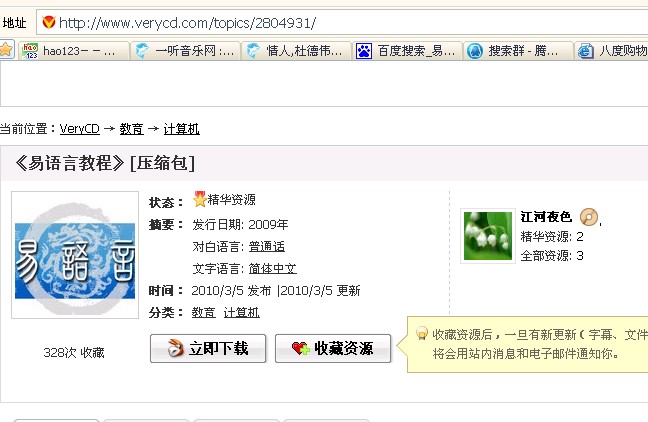 地址 http://www.verycd.com/topics/2804931/
hao123－－... 一听音乐网 :... 情人,杜德伟... 百度搜索_易... 搜索群 - 腾... 八度购物
当前位置：VeryCD → 教育 → 计算机
《易语言教程》[压缩包]
易語言
状态： 精华资源
摘要： 发行日期: 2009年
对白语言: 普通话
文字语言: 简体中文
时间： 2010/3/5 发布 |2010/3/5 更新
分类： 教育 计算机
328次 收藏
立即下载 收藏资源
江河夜色
精华资源: 2
全部资源: 3
收藏资源后，一旦有新更新（字幕、文件
将会用站内消息和电子邮件通知你。